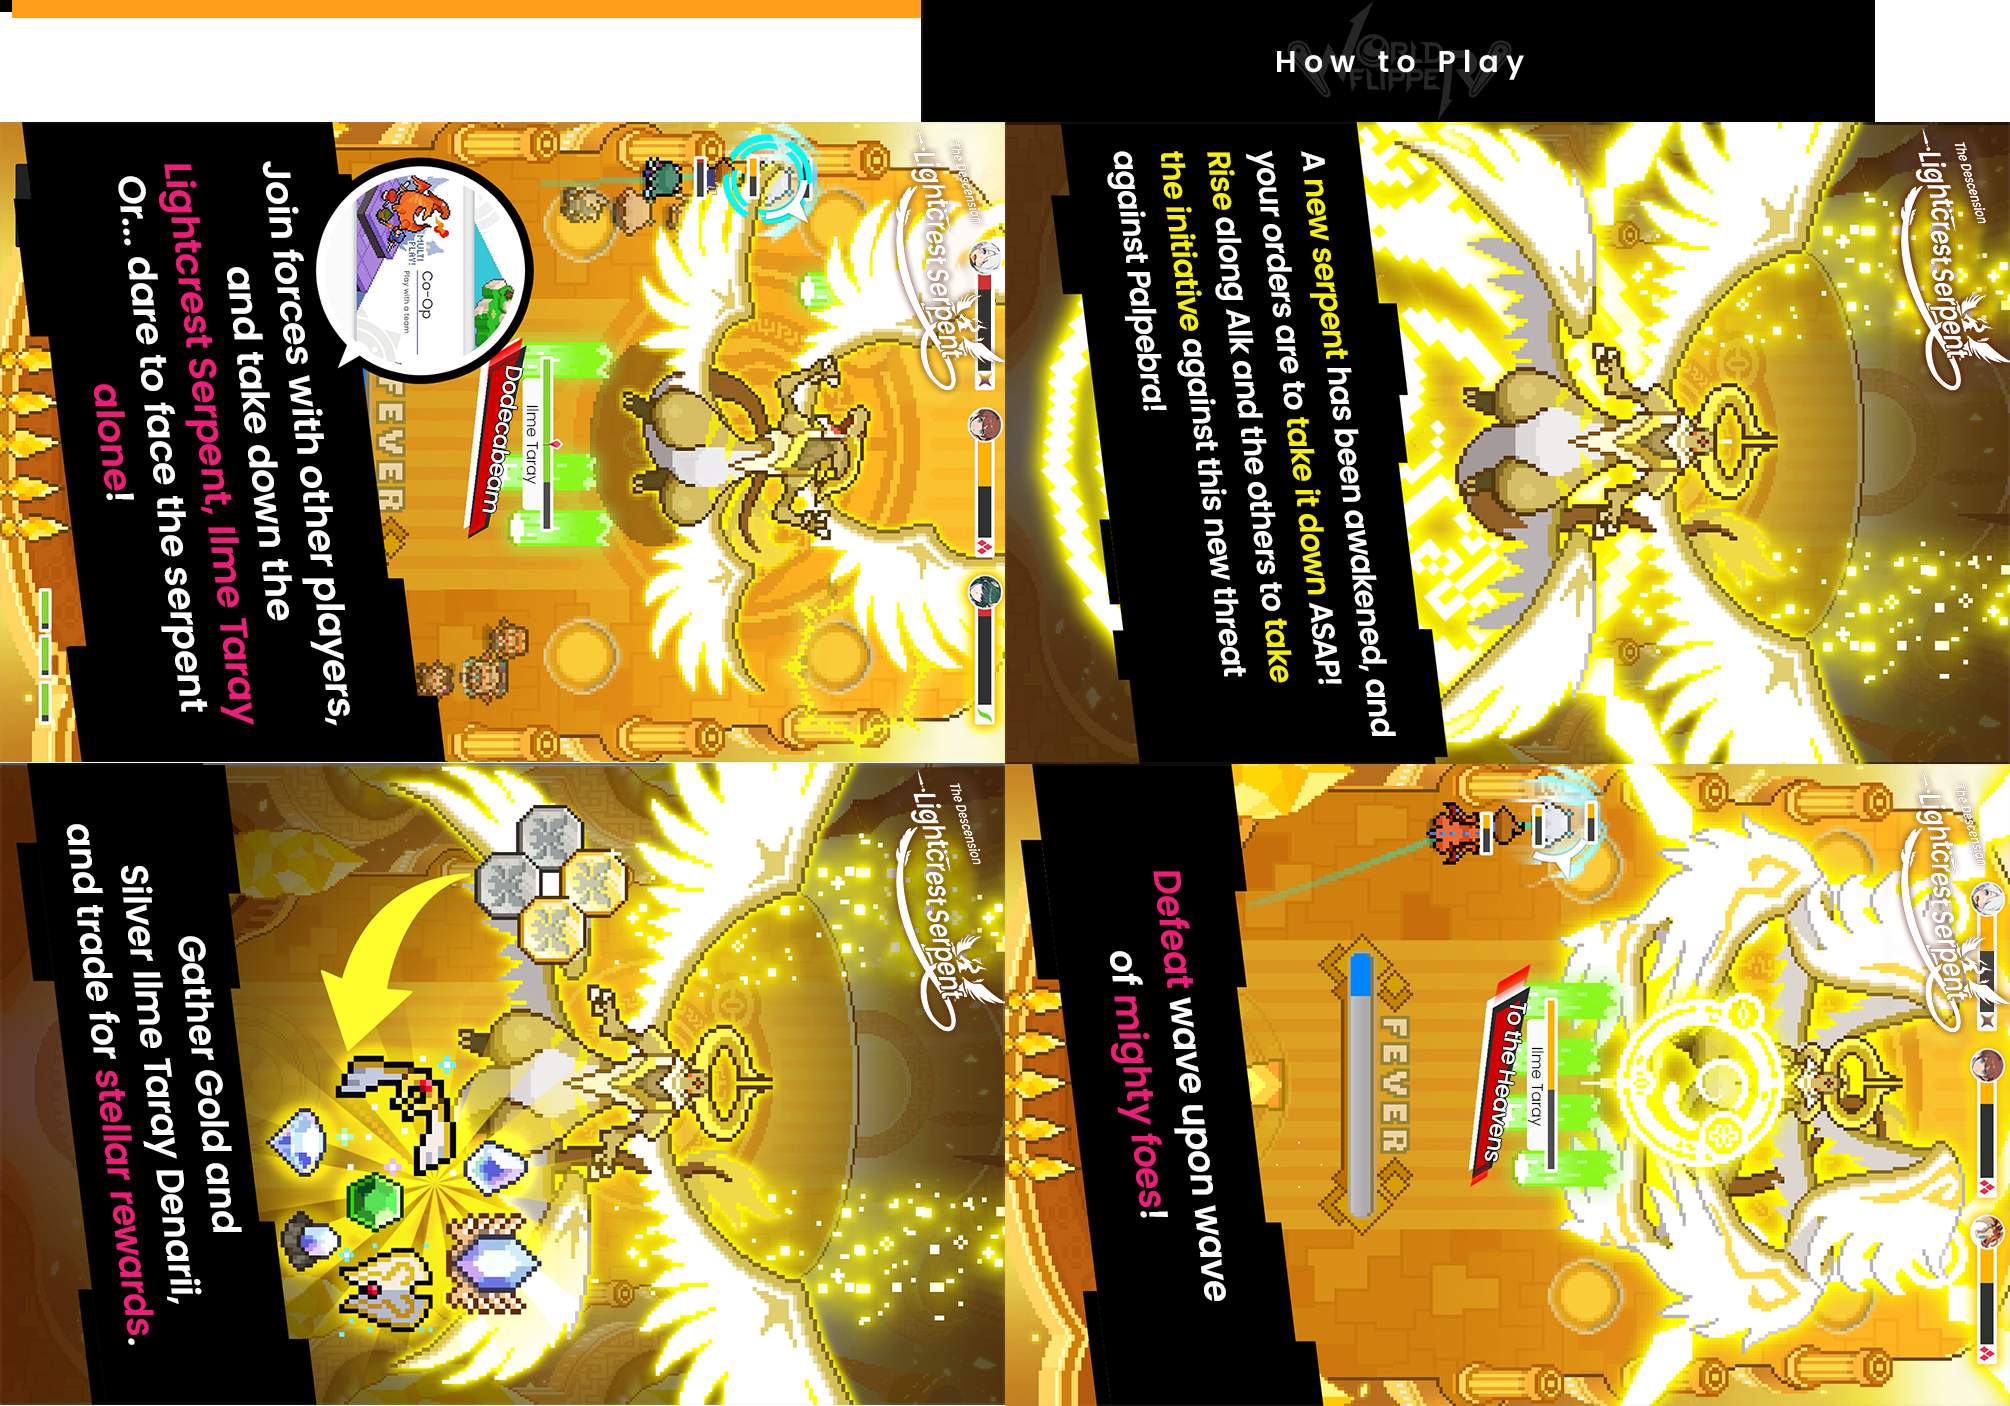 How to Play
WORLD
FLIPPER
The Descension
Lightcrest Serpent
A new serpent has been awakened, and
your orders are to take it down ASAP!
Rise along Alk and the others to take
the initiative against this new threat
against Palpebra!
The Descension
Lightcrest Serpent
FEVER
Ilme Taray
To the Heavens
Defeat wave upon wave
of mighty foes!
The Descension
Lightcrest Serpent
FEVER
Ilme Taray
Dodecabeam
MULTI
PLAY!
Co-Op
Play with a team
Join forces with other players,
and take down the
Lightcrest Serpent, Ilme Taray
Or... dare to face the serpent
alone!
The Descension
Lightcrest Serpent
Gather Gold and
Silver Ilme Taray Denarii,
and trade for stellar rewards.